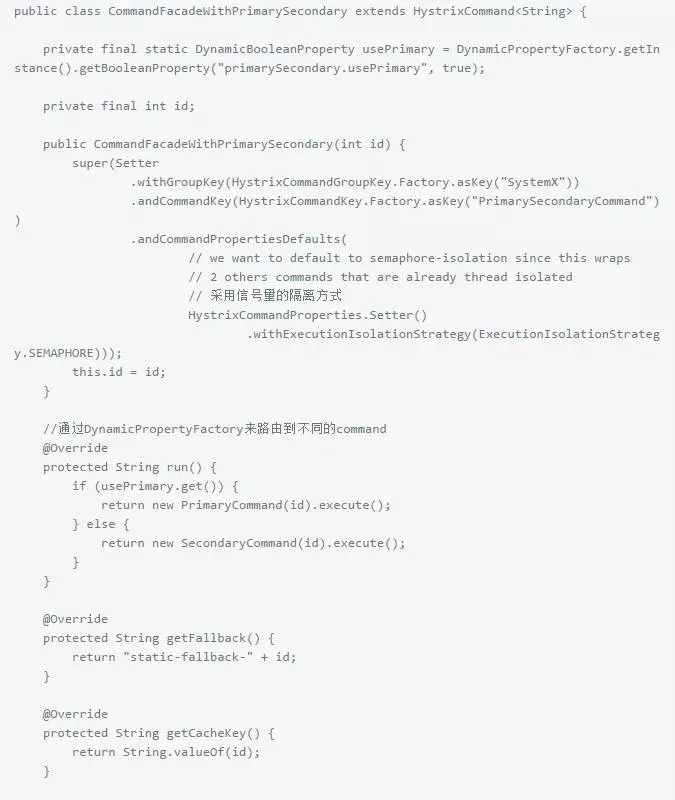 public class CommandFacadeWithPrimarySecondary extends HystrixCommand<String> {
    private final static DynamicBooleanProperty usePrimary = DynamicPropertyFactory.getIn
stance().getBooleanProperty("primarySecondary.usePrimary", true);
    private final int id;
    public CommandFacadeWithPrimarySecondary(int id) {
        super(Setter
                .withGroupKey(HystrixCommandGroupKey.Factory.asKey("SystemX"))
                .andCommandKey(HystrixCommandKey.Factory.asKey("PrimarySecondaryCommand")
)
                .andCommandPropertiesDefaults(
                        // we want to default to semaphore-isolation since this wraps
                        // 2 others commands that are already thread isolated
                        // 采用信号量的隔离方式
                        HystrixCommandProperties.Setter()
                                .withExecutionIsolationStrategy(ExecutionIsolationStrateg
y.SEMAPHORE)));
        this.id = id;
    }
    //通过DynamicPropertyFactory来路由到不同的command
    @Override
    protected String run() {
        if (usePrimary.get()) {
            return new PrimaryCommand(id).execute();
        } else {
            return new SecondaryCommand(id).execute();
        }
    }
    @Override
    protected String getFallback() {
        return "static-fallback-" + id;
    }
    @Override
    protected String getCacheKey() {
        return String.valueOf(id);
    }